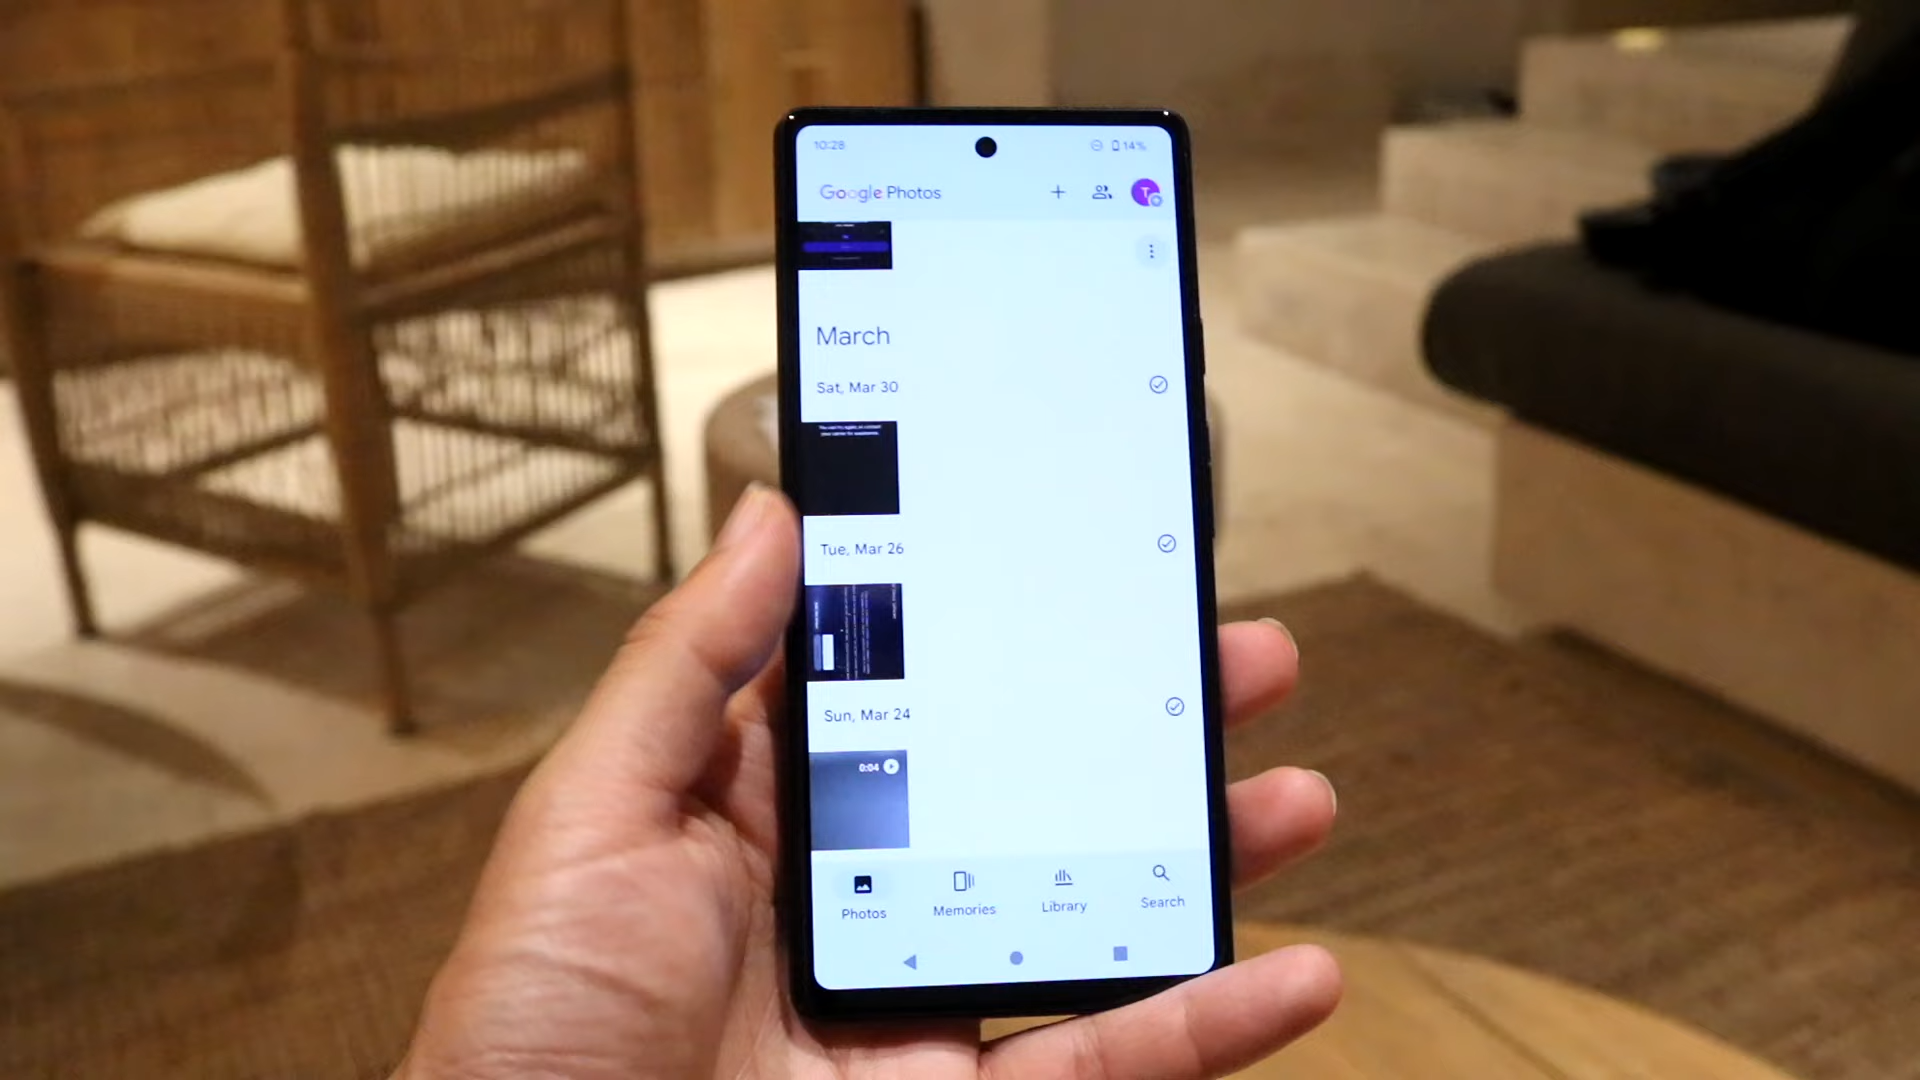 10:28
14%
Google Photos
T
March
Sat, Mar 30
Tue, Mar 26
Sun, Mar 24
0:04
Photos
Memories
Library
Search